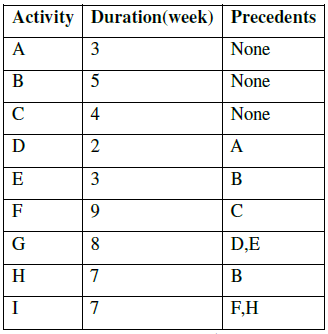 Activity Duration(week) Precedents
A 3 None
B 5 None
C 4 None
D 2 A
E 3 B
F 9 C
G 8 D,E
H 7 B
I 7 F,H